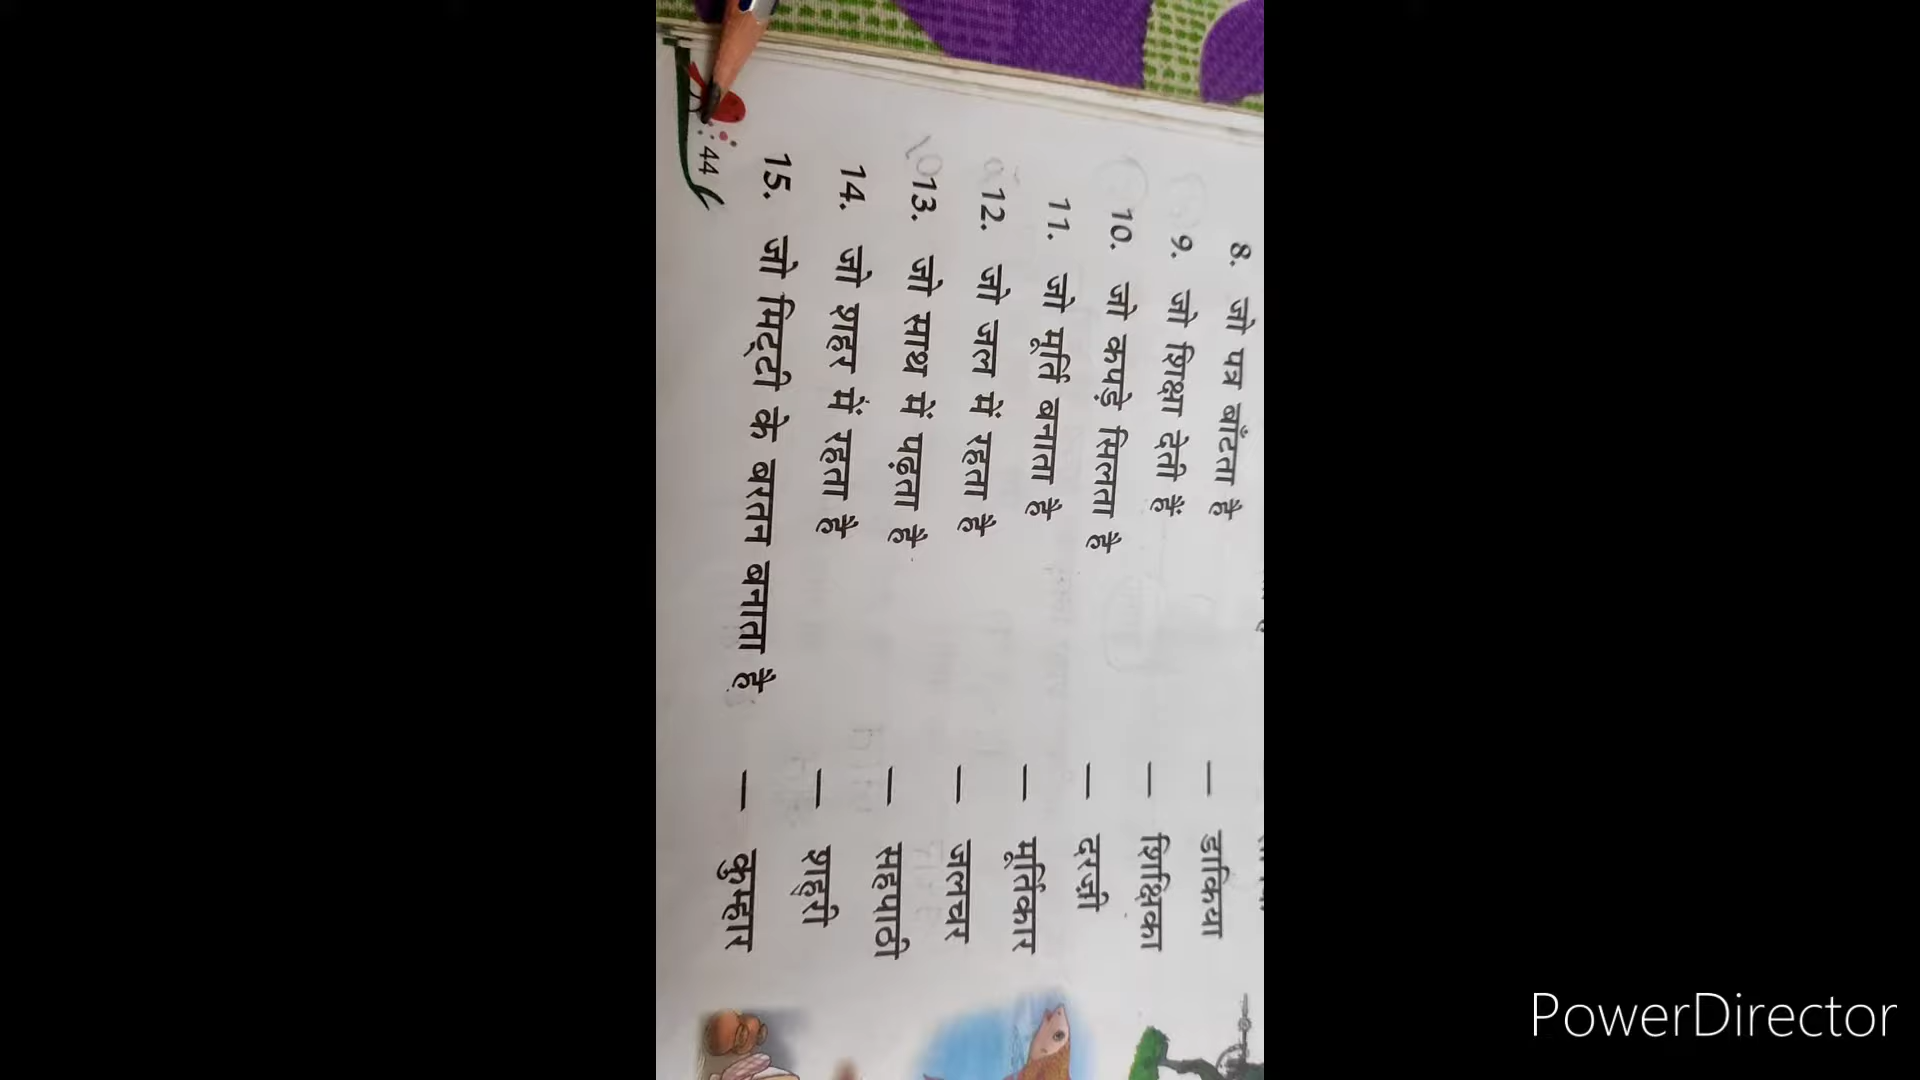 8. जो पत्र बाँटता है — डाकिया
9. जो शिक्षा देती हैं — शिक्षिका
10. जो कपड़े सिलता है — दरज़ी
11. जो मूर्ति बनाता है — मूर्तिकार
12. जो जल में रहता है — जलचर
13. जो साथ में पढ़ता है — सहपाठी
14. जो शहर में रहता है — शहरी
15. जो मिट्टी के बरतन बनाता है — कुम्हार
44
PowerDirector